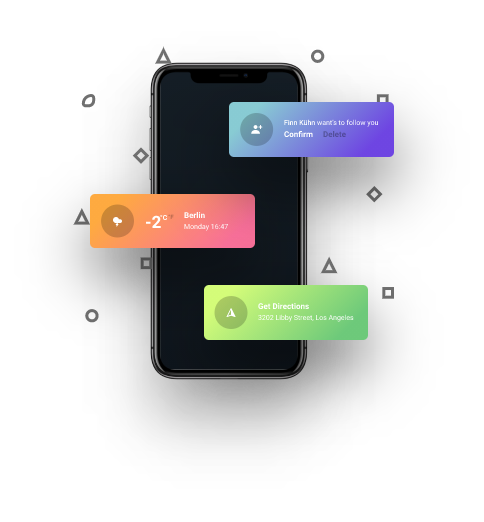 Finn Kühn want's to follow you
Confirm Delete
-2°C
Berlin
Monday 16:47
Get Directions
3202 Libby Street, Los Angeles